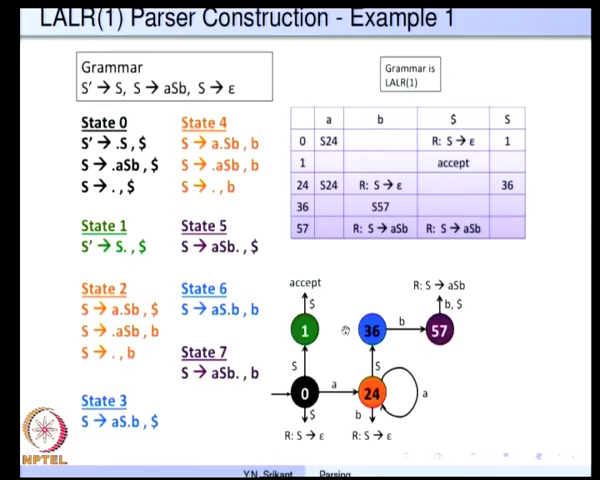 LALR(1) Parser Construction - Example 1
Grammar
S' → S, S → aSb, S → ε
Grammar is
LALR(1)
State 0
S' → .S , $
S → .aSb , $
S → . , $
State 1
S' → S. , $
State 2
S → a.Sb , $
S → .aSb , b
S → . , b
State 3
S → aS.b , $
State 4
S → a.Sb , b
S → .aSb , b
S → . , b
State 5
S → aSb. , $
State 6
S → aS.b , b
State 7
S → aSb. , b
a b $ S
0 S24 R: S → ε 1
1 accept
24 S24 R: S → ε 36
36 S57
57 R: S → aSb R: S → aSb
accept R: S → aSb
$ b, $
1 36 b 57
S S
0 a 24 a
$ b
R: S → ε R: S → ε
NPTEL
Y.N. Srikant Parsing